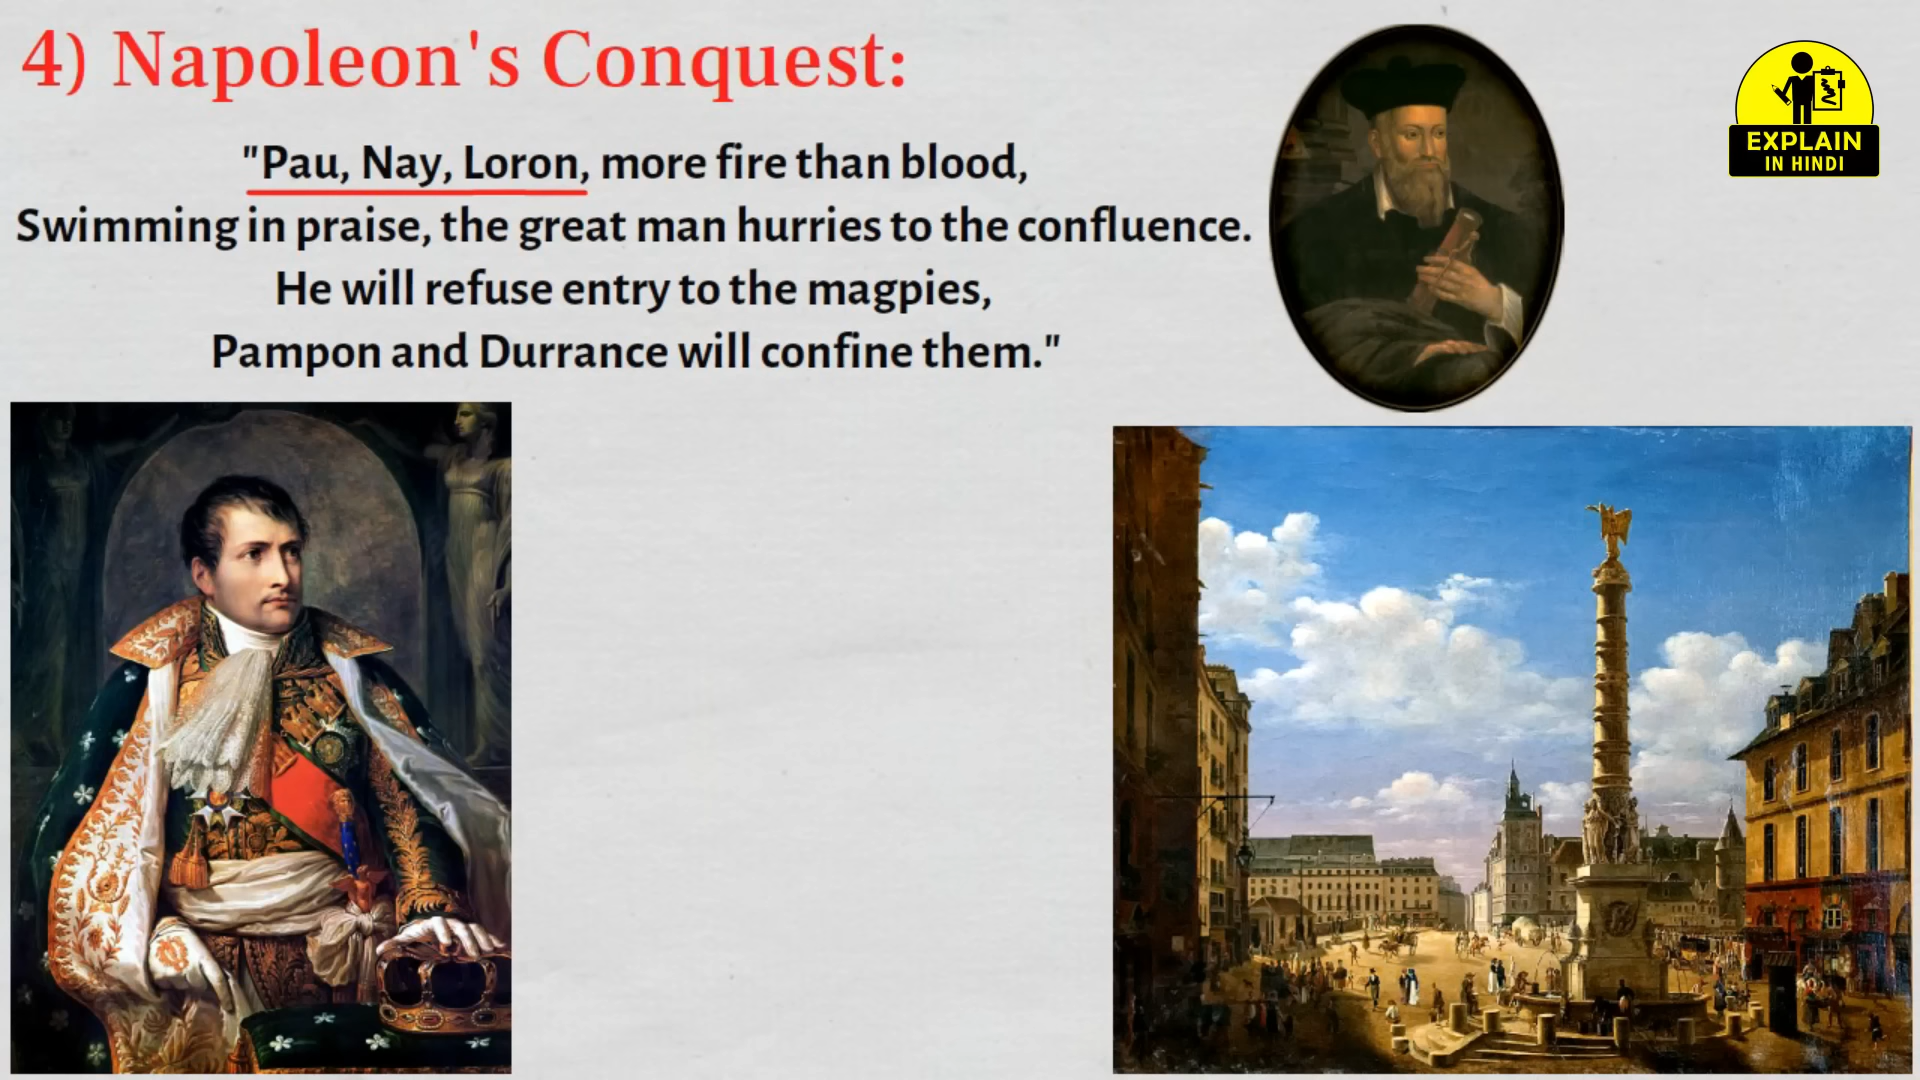 4) Napoleon's Conquest:
"Pau, Nay, Loron, more fire than blood,
Swimming in praise, the great man hurries to the confluence.
He will refuse entry to the magpies,
Pampon and Durrance will confine them."
EXPLAIN
IN HINDI